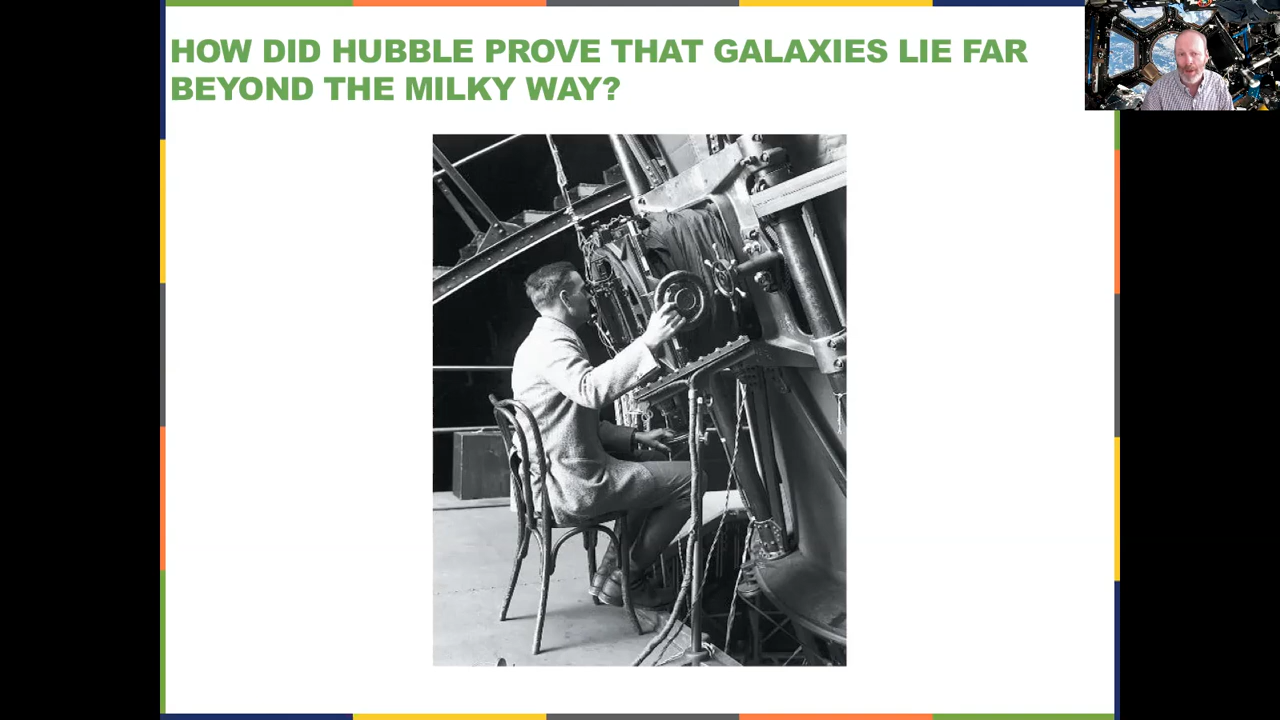 HOW DID HUBBLE PROVE THAT GALAXIES LIE FAR
BEYOND THE MILKY WAY?